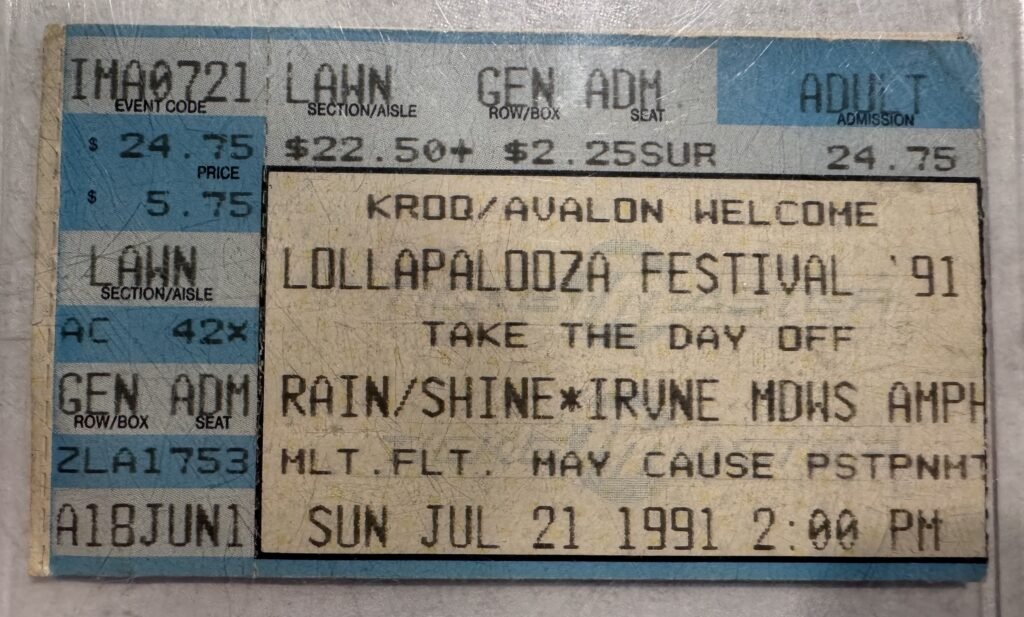 IMA0721
EVENT CODE
$ 24.75
PRICE
$ 5.75
LAWN
SECTION/AISLE
AC 42X
GEN ADM
ROW/BOX SEAT
ZLA1753
A18JUN1
LAWN GEN ADM ADULT
SECTION/AISLE ROW/BOX SEAT ADMISSION
$22.50+ $2.25SUR 24.75
KROQ/AVALON WELCOME
LOLLAPALOOZA FESTIVAL '91
TAKE THE DAY OFF
RAIN/SHINE*IRVNE MDWS AMPH
MLT.FLT. MAY CAUSE PSTPNMT
SUN JUL 21 1991 2:00 PM